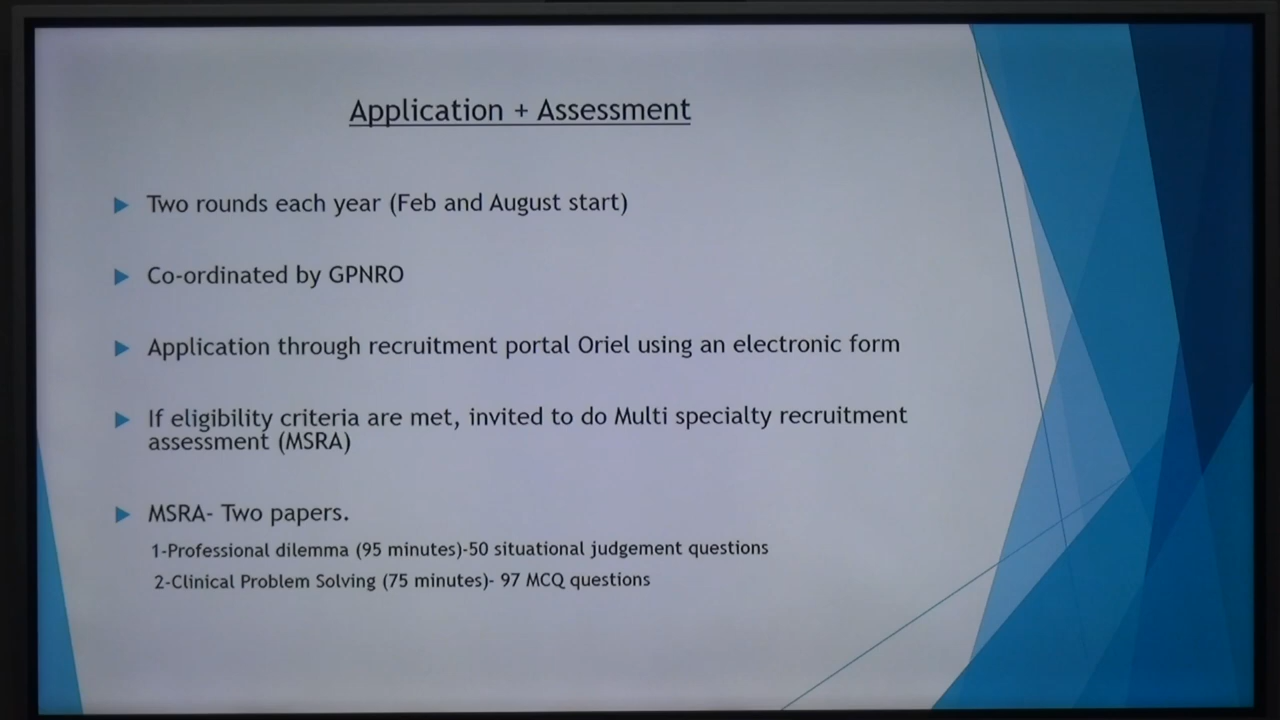 Application + Assessment
Two rounds each year (Feb and August start)
Co-ordinated by GPNRO
Application through recruitment portal Oriel using an electronic form
If eligibility criteria are met, invited to do Multi specialty recruitment
assessment (MSRA)
MSRA- Two papers.
1-Professional dilemma (95 minutes)-50 situational judgement questions
2-Clinical Problem Solving (75 minutes)- 97 MCQ questions